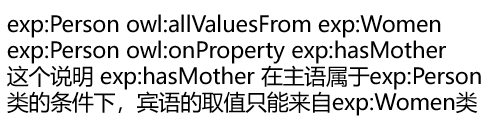 exp:Person owl:allValuesFrom exp:Women
exp:Person owl:onProperty exp:hasMother
这个说明 exp:hasMother 在主语属于exp:Person
类的条件下，宾语的取值只能来自exp:Women类